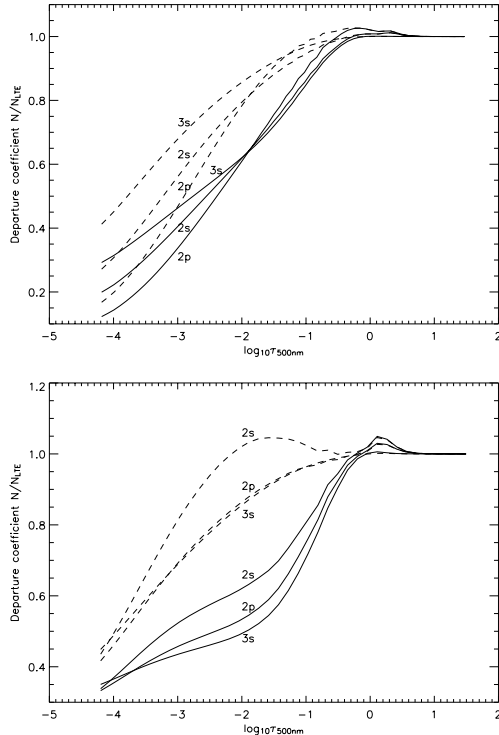 1.0
0.8
0.6
0.4
0.2
Departure coefficient N/N_LTE
3s
2s
2p
3s
2s
2p
−5 −4 −3 −2 −1 0 1 2
log₁₀τ₅₀₀ₙₘ
1.2
1.0
0.8
0.6
0.4
Departure coefficient N/N_LTE
2s
2p
3s
2s
2p
3s
−5 −4 −3 −2 −1 0 1 2
log₁₀τ₅₀₀ₙₘ